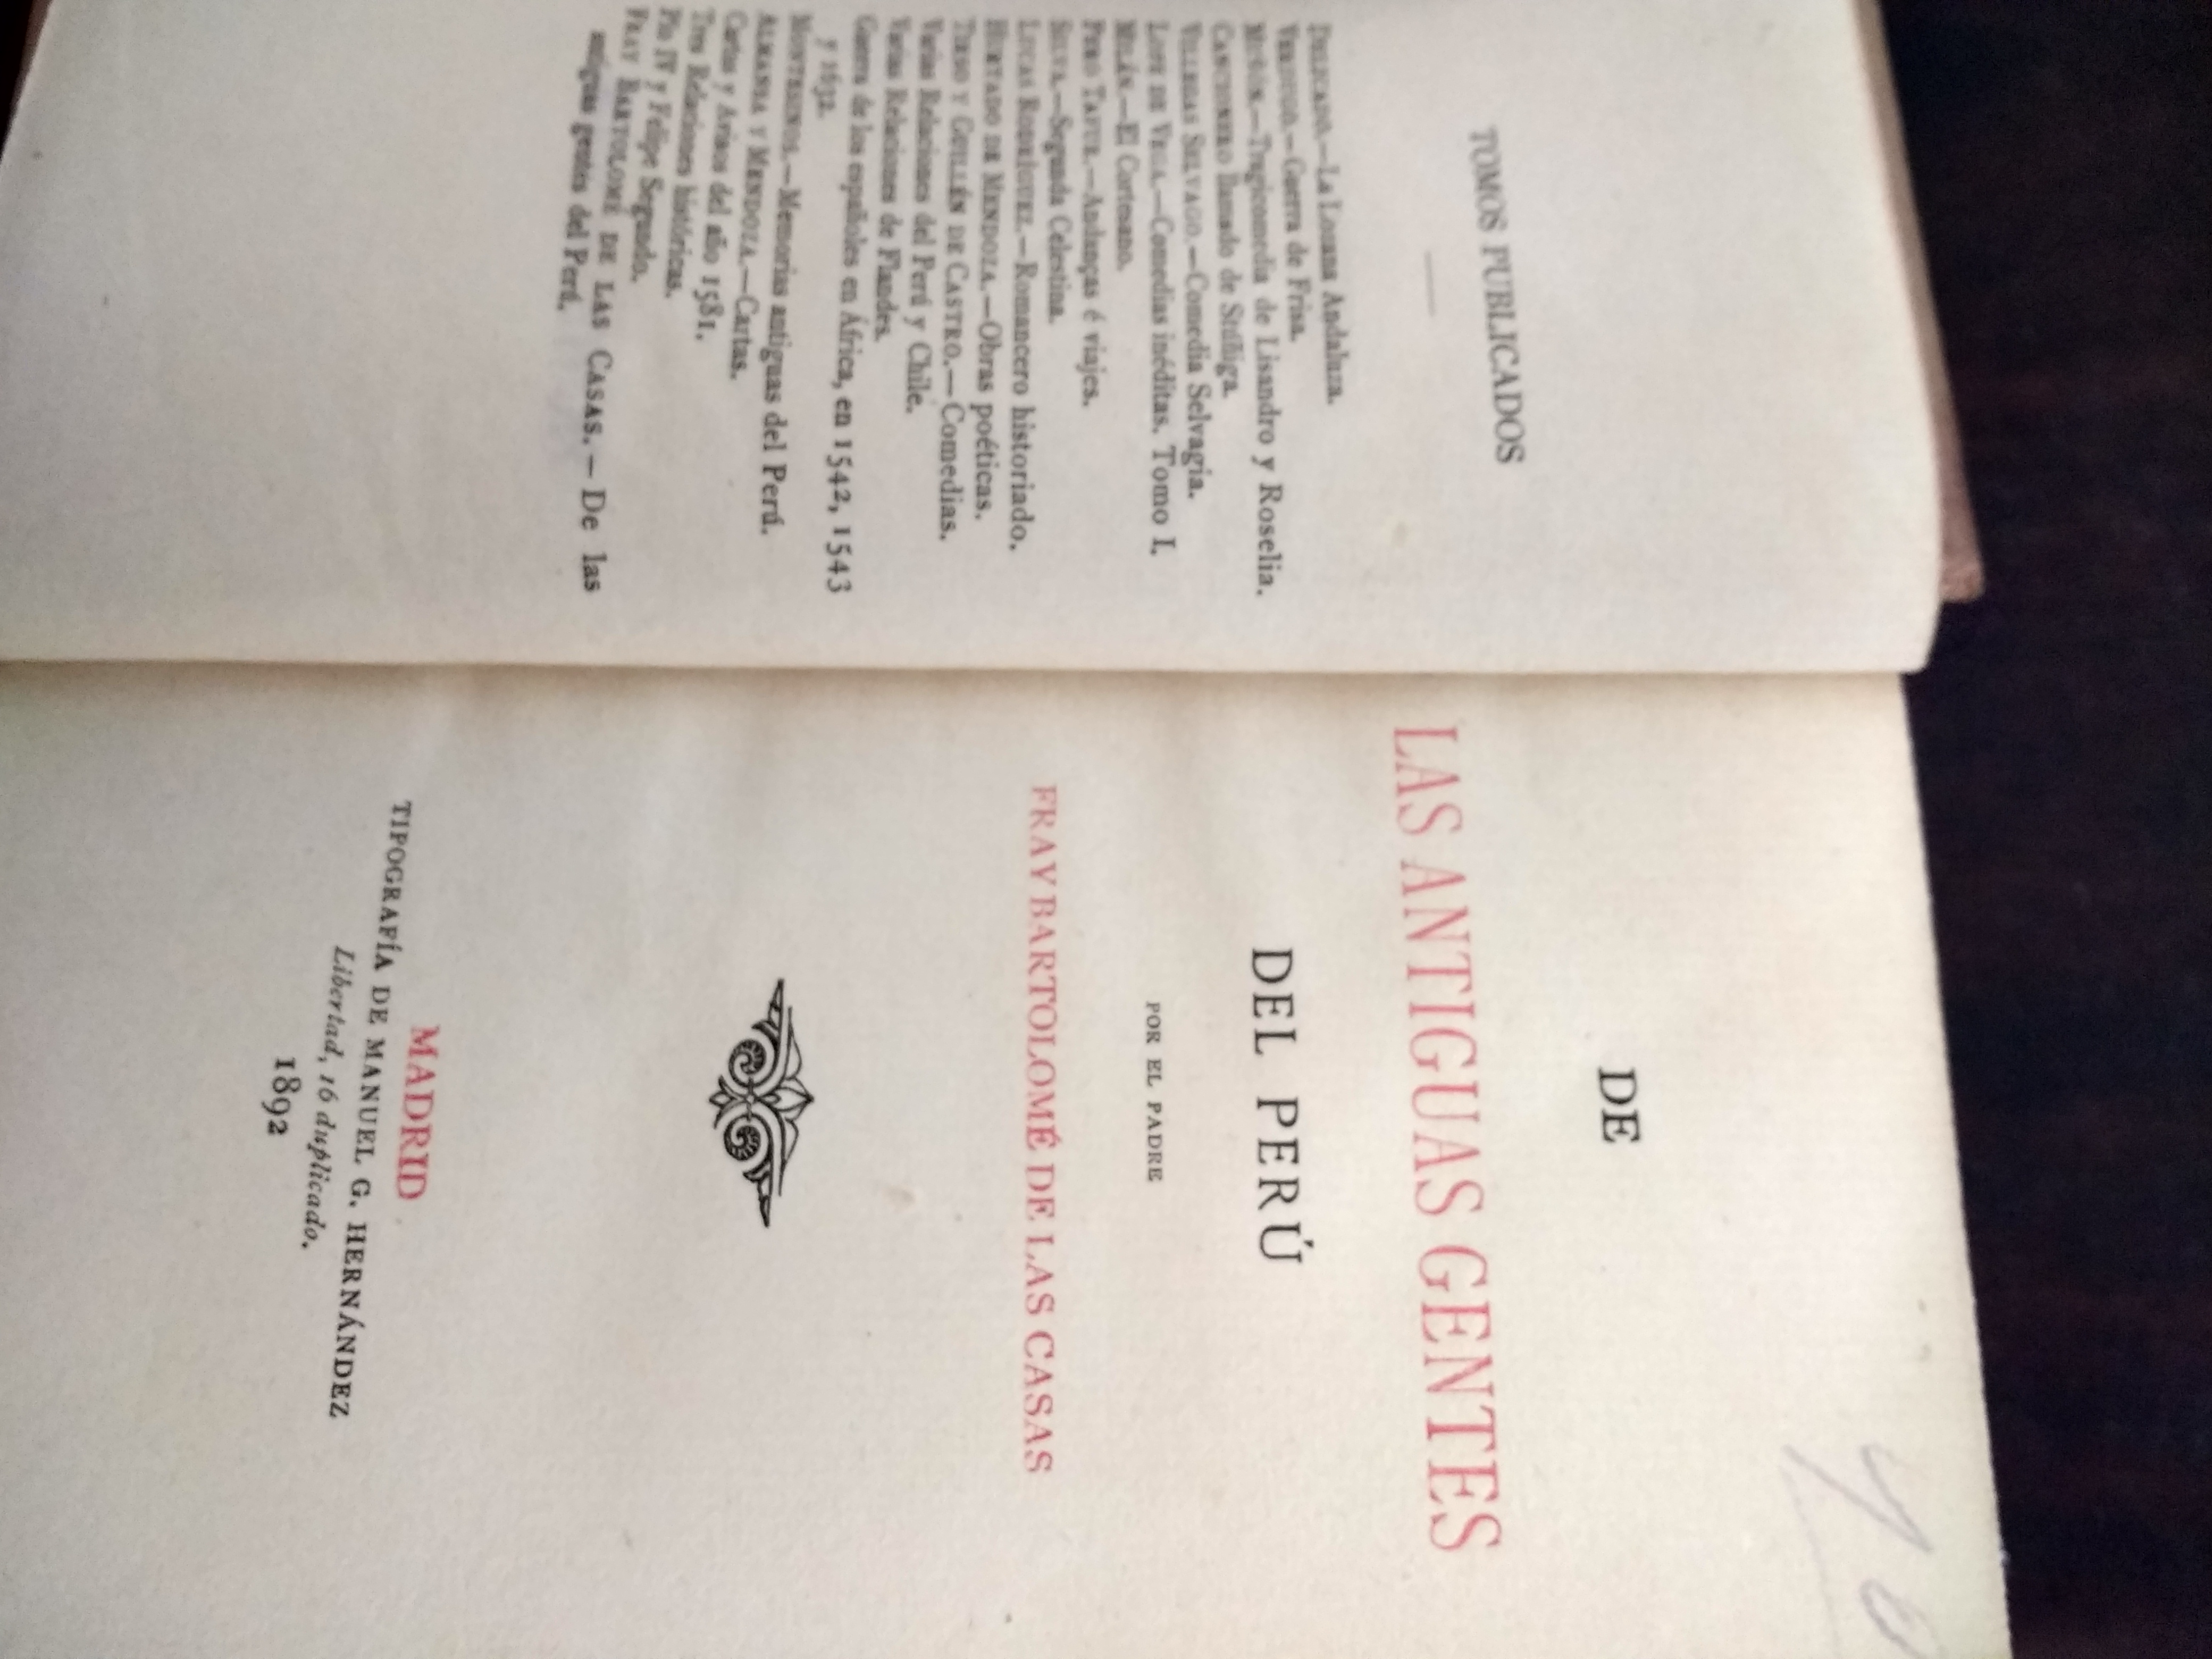 TOMOS PUBLICADOS
DELICADO.—La Lozana Andaluza.
VERDUGO.—Guerra de Frisa.
MUÑÓN.—Tragicomedia de Lisandro y Roselia.
CANCIONERO llamado de Stúñiga.
VILLEGAS SELVAGO.—Comedia Selvagia.
LOPE DE VEGA.—Comedias inéditas. Tomo I.
MILÁN.—El Cortesano.
PERO TAFUR.—Andanças é viajes.
SILVA.—Segunda Celestina.
LUCAS RODRÍGUEZ.—Romancero historiado.
HURTADO DE MENDOZA.—Obras poéticas.
TIRSO Y GUILLÉN DE CASTRO.—Comedias.
Varias Relaciones del Perú y Chile.
Varias Relaciones de Flandes.
Guerra de los españoles en África, en 1542, 1543
y 1632.
MONTESINOS.—Memorias antiguas del Perú.
ALMANSA Y MENDOZA.—Cartas.
Cartas y Avisos del año 1581.
Tres Relaciones históricas.
Pío IV y Felipe Segundo.
FRAY BARTOLOMÉ DE LAS CASAS.—De las
antiguas gentes del Perú.
DE
LAS ANTIGUAS GENTES
DEL PERÚ
POR EL PADRE
FRAY BARTOLOMÉ DE LAS CASAS
MADRID
TIPOGRAFÍA DE MANUEL G. HERNÁNDEZ
Libertad, 16 duplicado.
1892